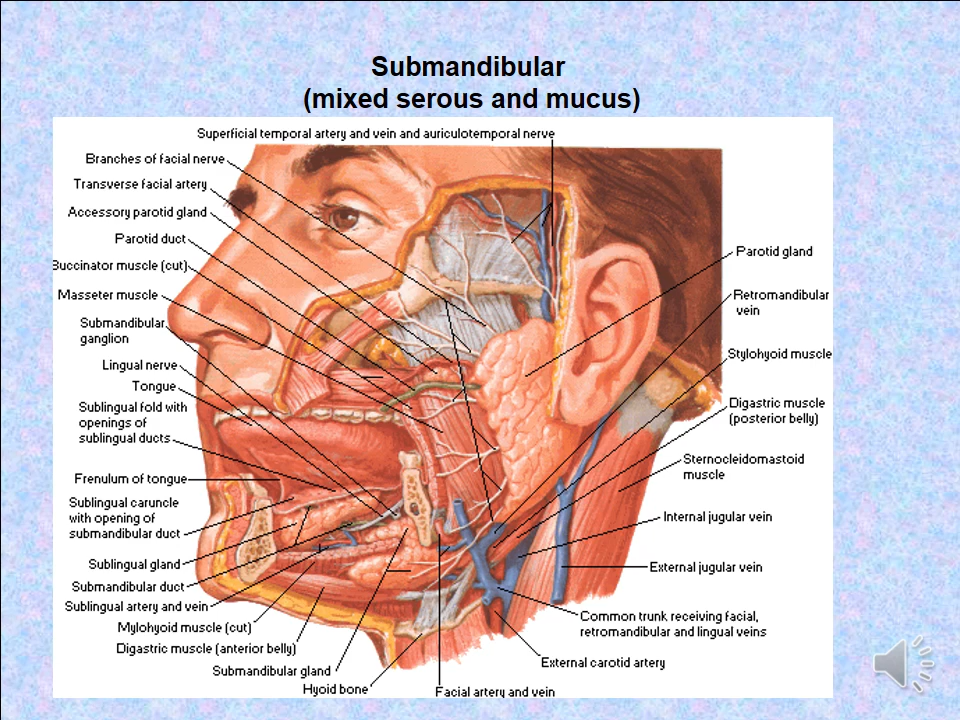 Submandibular
(mixed serous and mucus)
Superficial temporal artery and vein and auriculotemporal nerve
Branches of facial nerve
Transverse facial artery
Accessory parotid gland
Parotid duct
Buccinator muscle (cut)
Masseter muscle
Submandibular
ganglion
Lingual nerve
Tongue
Sublingual fold with
openings of
sublingual ducts
Frenulum of tongue
Sublingual caruncle
with opening of
submandibular duct
Sublingual gland
Submandibular duct
Sublingual artery and vein
Mylohyoid muscle (cut)
Digastric muscle (anterior belly)
Submandibular gland
Hyoid bone
Parotid gland
Retromandibular
vein
Stylohyoid muscle
Digastric muscle
(posterior belly)
Sternocleidomastoid
muscle
Internal jugular vein
External jugular vein
Common trunk receiving facial,
retromandibular and lingual veins
External carotid artery
Facial artery and vein